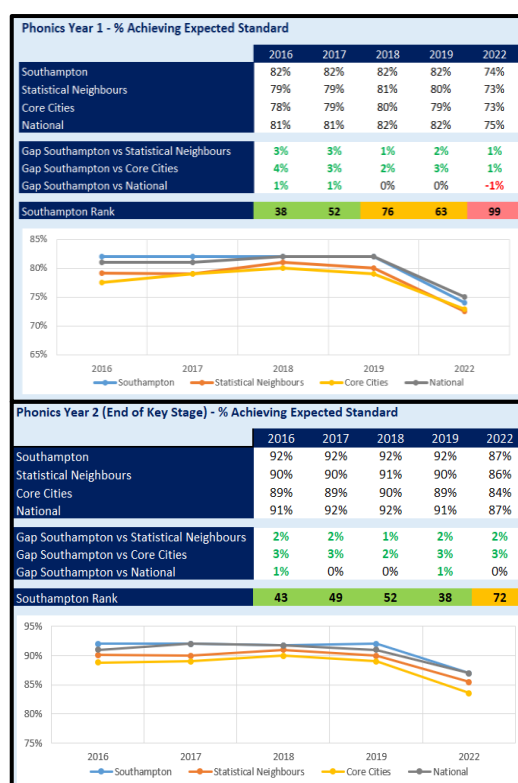 Phonics Year 1 - % Achieving Expected Standard
2016 2017 2018 2019 2022
Southampton 82% 82% 82% 82% 74%
Statistical Neighbours 79% 79% 81% 80% 73%
Core Cities 78% 79% 80% 79% 73%
National 81% 81% 82% 82% 75%
Gap Southampton vs Statistical Neighbours 3% 3% 1% 2% 1%
Gap Southampton vs Core Cities 4% 3% 2% 3% 1%
Gap Southampton vs National 1% 1% 0% 0% -1%
Southampton Rank 38 52 76 63 99
85%
80%
75%
70%
65%
2016 2017 2018 2019 2022
Southampton Statistical Neighbours Core Cities National
Phonics Year 2 (End of Key Stage) - % Achieving Expected Standard
2016 2017 2018 2019 2022
Southampton 92% 92% 92% 92% 87%
Statistical Neighbours 90% 90% 91% 90% 86%
Core Cities 89% 89% 90% 89% 84%
National 91% 92% 92% 91% 87%
Gap Southampton vs Statistical Neighbours 2% 2% 1% 2% 2%
Gap Southampton vs Core Cities 3% 3% 2% 3% 3%
Gap Southampton vs National 1% 0% 0% 1% 0%
Southampton Rank 43 49 52 38 72
95%
90%
85%
80%
75%
2016 2017 2018 2019 2022
Southampton Statistical Neighbours Core Cities National